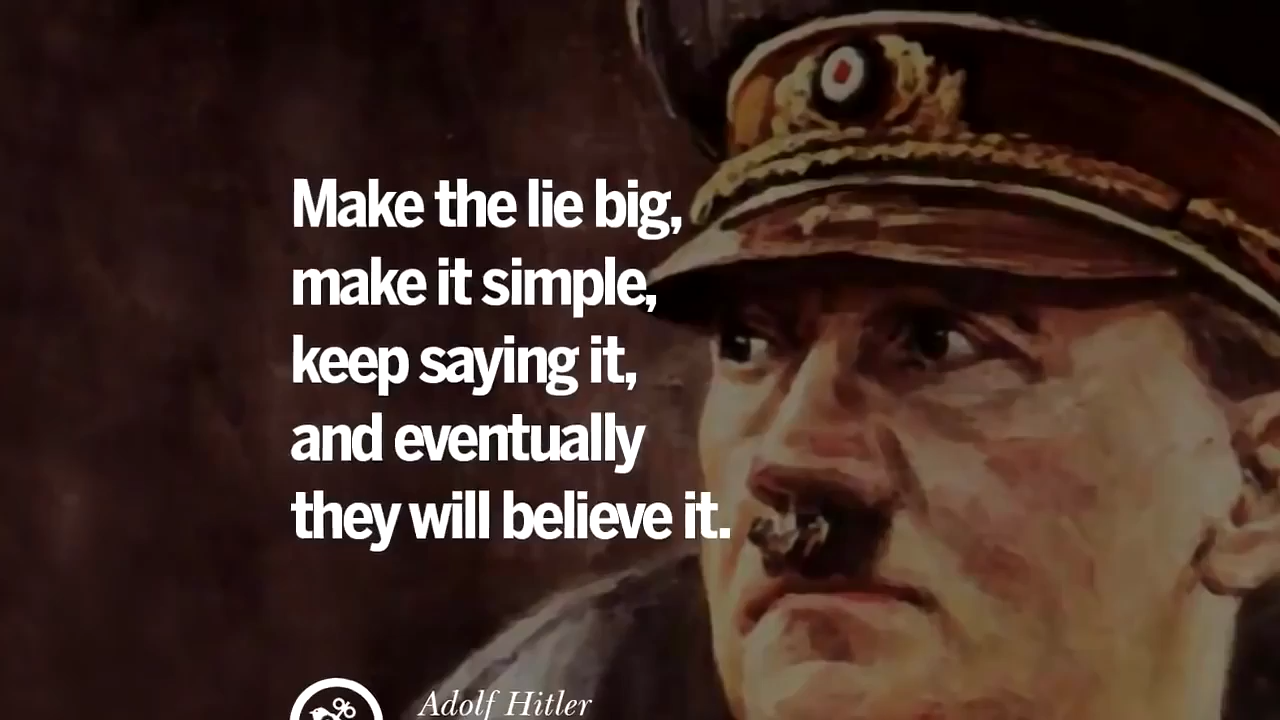 Make the lie big,
make it simple,
keep saying it,
and eventually
they will believe it.
Adolf Hitler